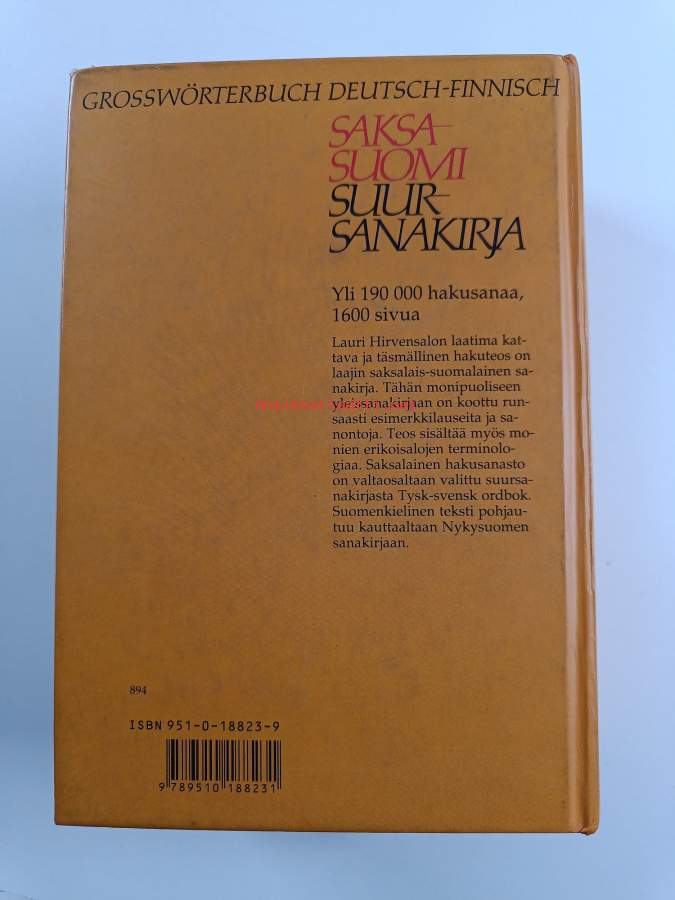 GROSSWÖRTERBUCH DEUTSCH-FINNISCH
SAKSA-
SUOMI
SUUR-
SANAKIRJA
Yli 190 000 hakusanaa,
1600 sivua
Lauri Hirvensalon laatima kat-
tava ja täsmällinen hakuteos on
laajin saksalais-suomalainen sa-
nakirja. Tähän monipuoliseen
yleissanakirjaan on koottu run-
saasti esimerkkilauseita ja sa-
nontoja. Teos sisältää myös mo-
nien erikoisalojen terminolo-
giaa. Saksalainen hakusanasto
on valtaosaltaan valittu suursa-
nakirjasta Tysk-svensk ordbok.
Suomenkielinen teksti pohjau-
tuu kauttaaltaan Nykysuomen
sanakirjaan.
894
ISBN 951-0-18823-9
9 789510 188231